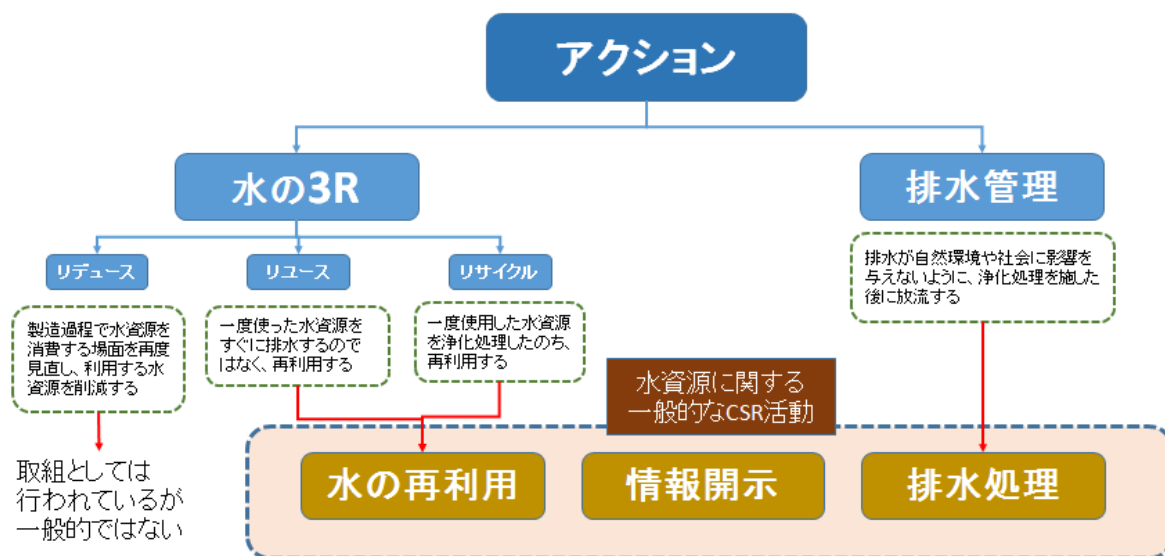 アクション
水の3R
排水管理
リデュース
リユース
リサイクル
製造過程で水資源を
消費する場面を再度
見直し、利用する水
資源を削減する
一度使った水資源を
すぐに排水するので
はなく、再利用する
一度使用した水資源
を浄化処理したのち、
再利用する
排水が自然環境や社会に影響を
与えないように、浄化処理を施した
後に放流する
水資源に関する
一般的なCSR活動
取組としては
行われているが
一般的ではない
水の再利用
情報開示
排水処理